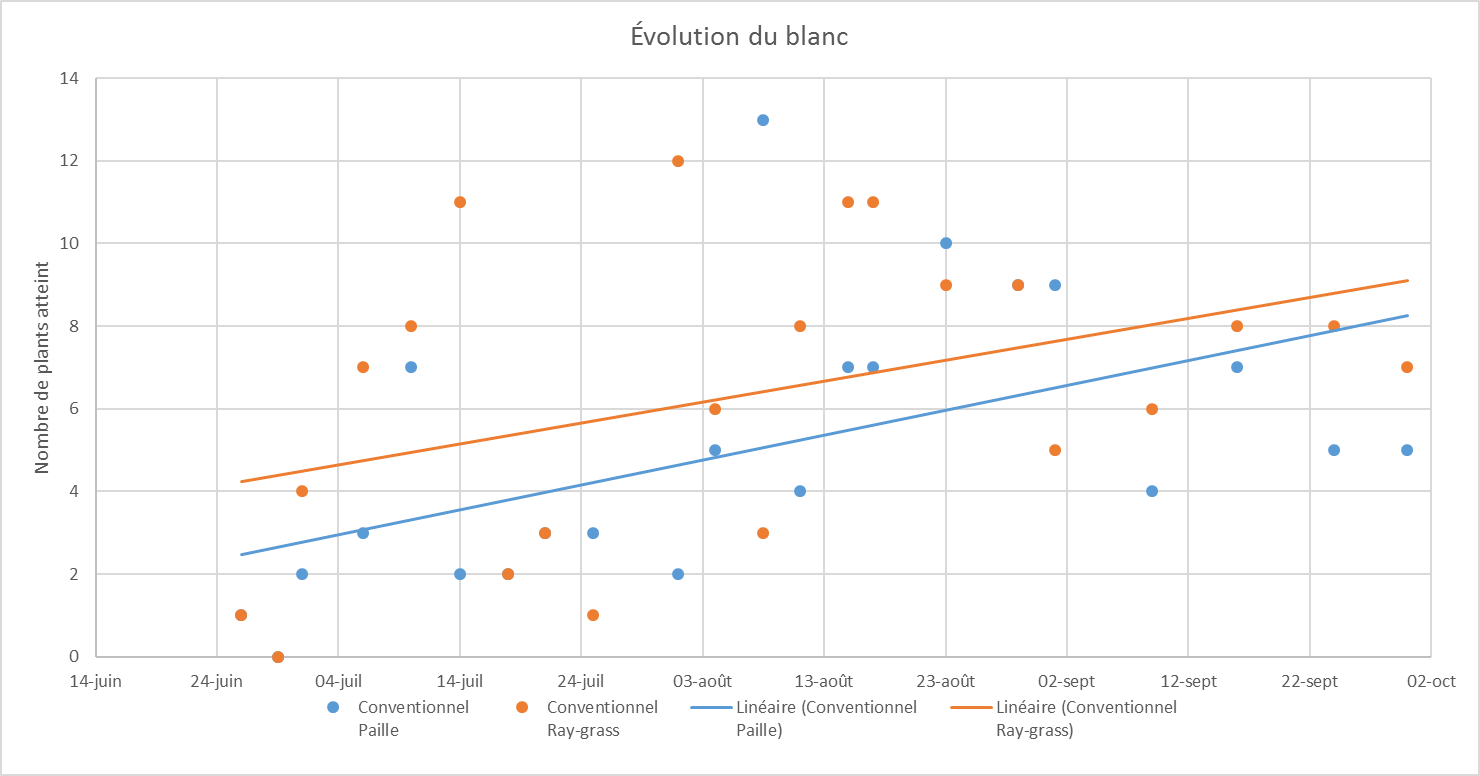 Évolution du blanc
Nombre de plants atteint
14
12
10
8
6
4
2
0
14-juin 24-juin 04-juil 14-juil 24-juil 03-août 13-août 23-août 02-sept 12-sept 22-sept 02-oct
Conventionnel Paille
Conventionnel Ray-grass
Linéaire (Conventionnel Paille)
Linéaire (Conventionnel Ray-grass)